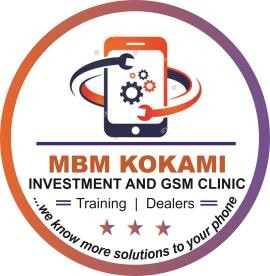 MBM KOKAMI
INVESTMENT AND GSM CLINIC
Training | Dealers
...we know more solutions to your phone